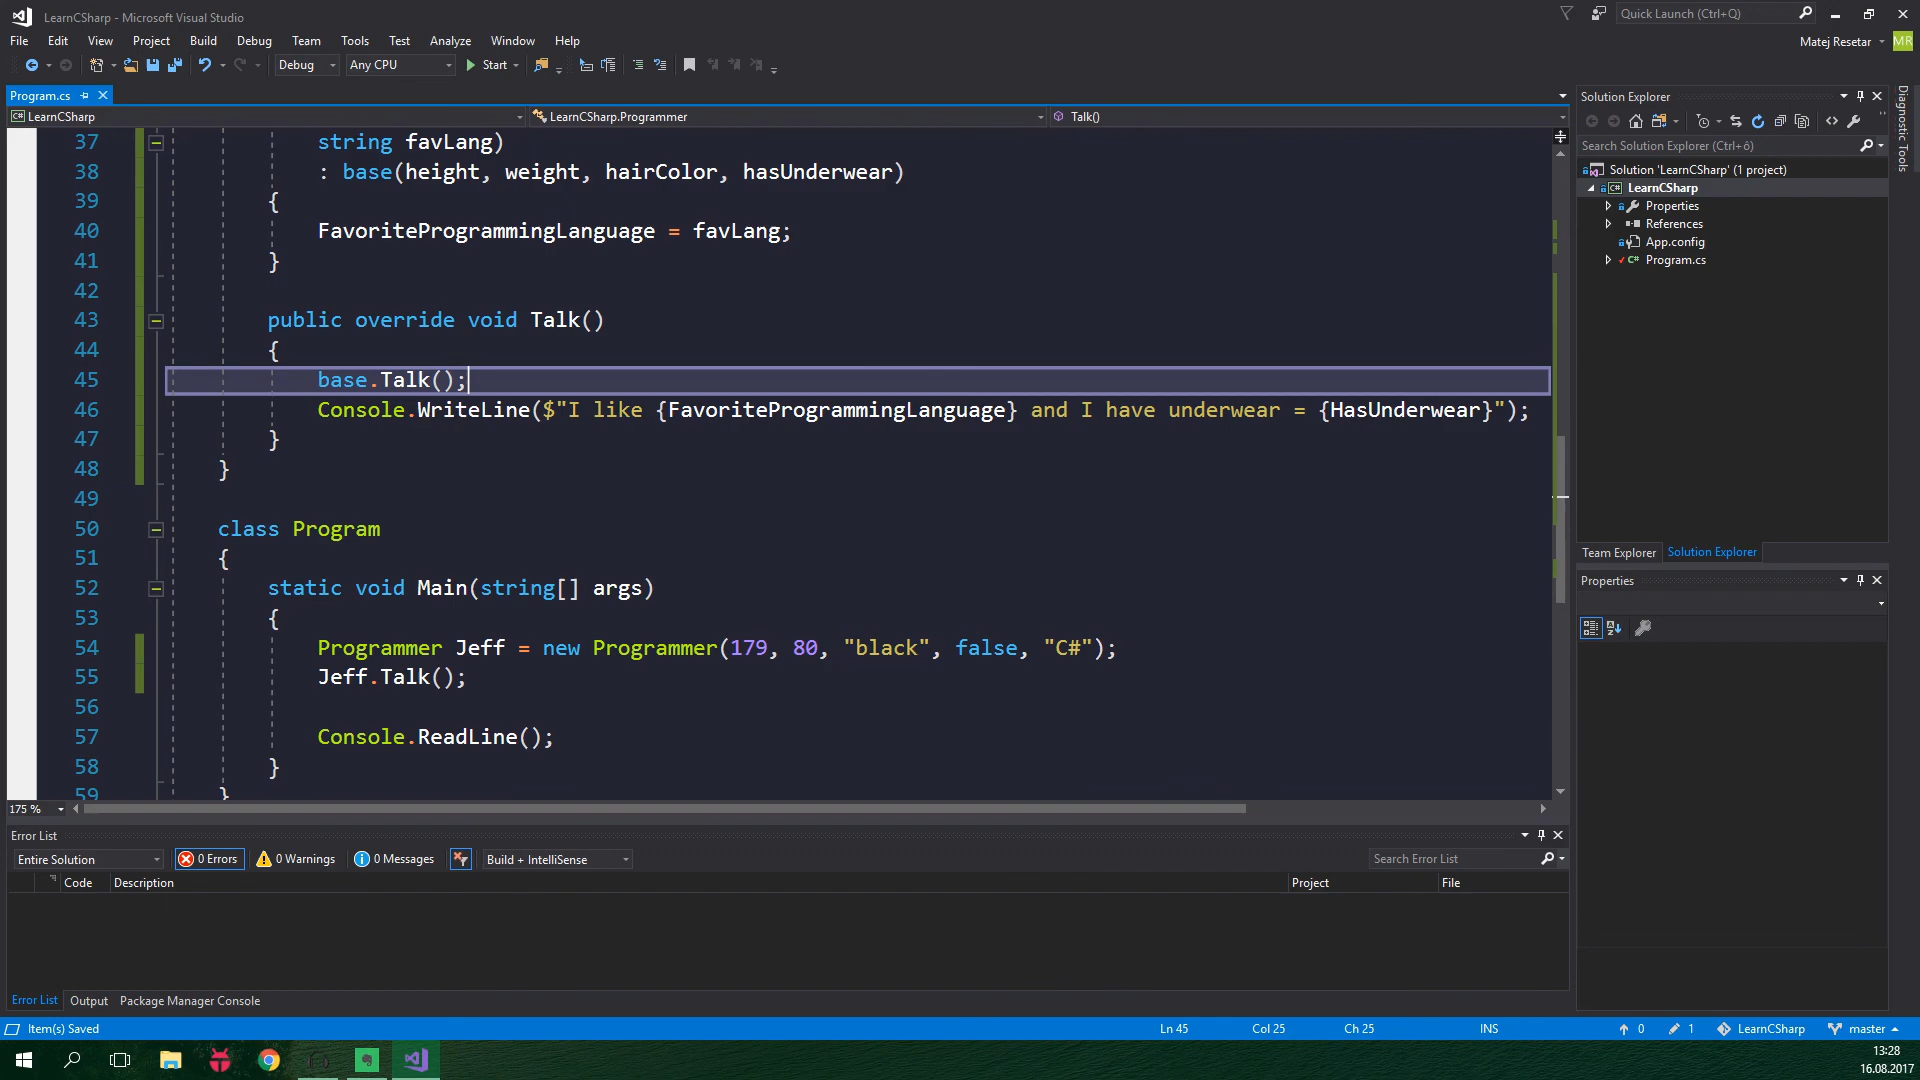 LearnCSharp - Microsoft Visual Studio
Quick Launch (Ctrl+Q)
File Edit View Project Build Debug Team Tools Test Analyze Window Help
Matej Resetar MR
Debug Any CPU Start
Program.cs
LearnCSharp LearnCSharp.Programmer Talk()
37 string favLang)
38 : base(height, weight, hairColor, hasUnderwear)
39 {
40 FavoriteProgrammingLanguage = favLang;
41 }
42
43 public override void Talk()
44 {
45 base.Talk();
46 Console.WriteLine($"I like {FavoriteProgrammingLanguage} and I have underwear = {HasUnderwear}");
47 }
48 }
49
50 class Program
51 {
52 static void Main(string[] args)
53 {
54 Programmer Jeff = new Programmer(179, 80, "black", false, "C#");
55 Jeff.Talk();
56
57 Console.ReadLine();
58 }
59 }
175 %
Solution Explorer
Search Solution Explorer (Ctrl+ó)
Solution 'LearnCSharp' (1 project)
LearnCSharp
Properties
References
App.config
Program.cs
Team Explorer Solution Explorer
Properties
Diagnostic Tools
Error List
Entire Solution 0 Errors 0 Warnings 0 Messages Build + IntelliSense Search Error List
Code Description Project File
Error List Output Package Manager Console
Item(s) Saved Ln 45 Col 25 Ch 25 INS 0 1 LearnCSharp master
13:28
16.08.2017